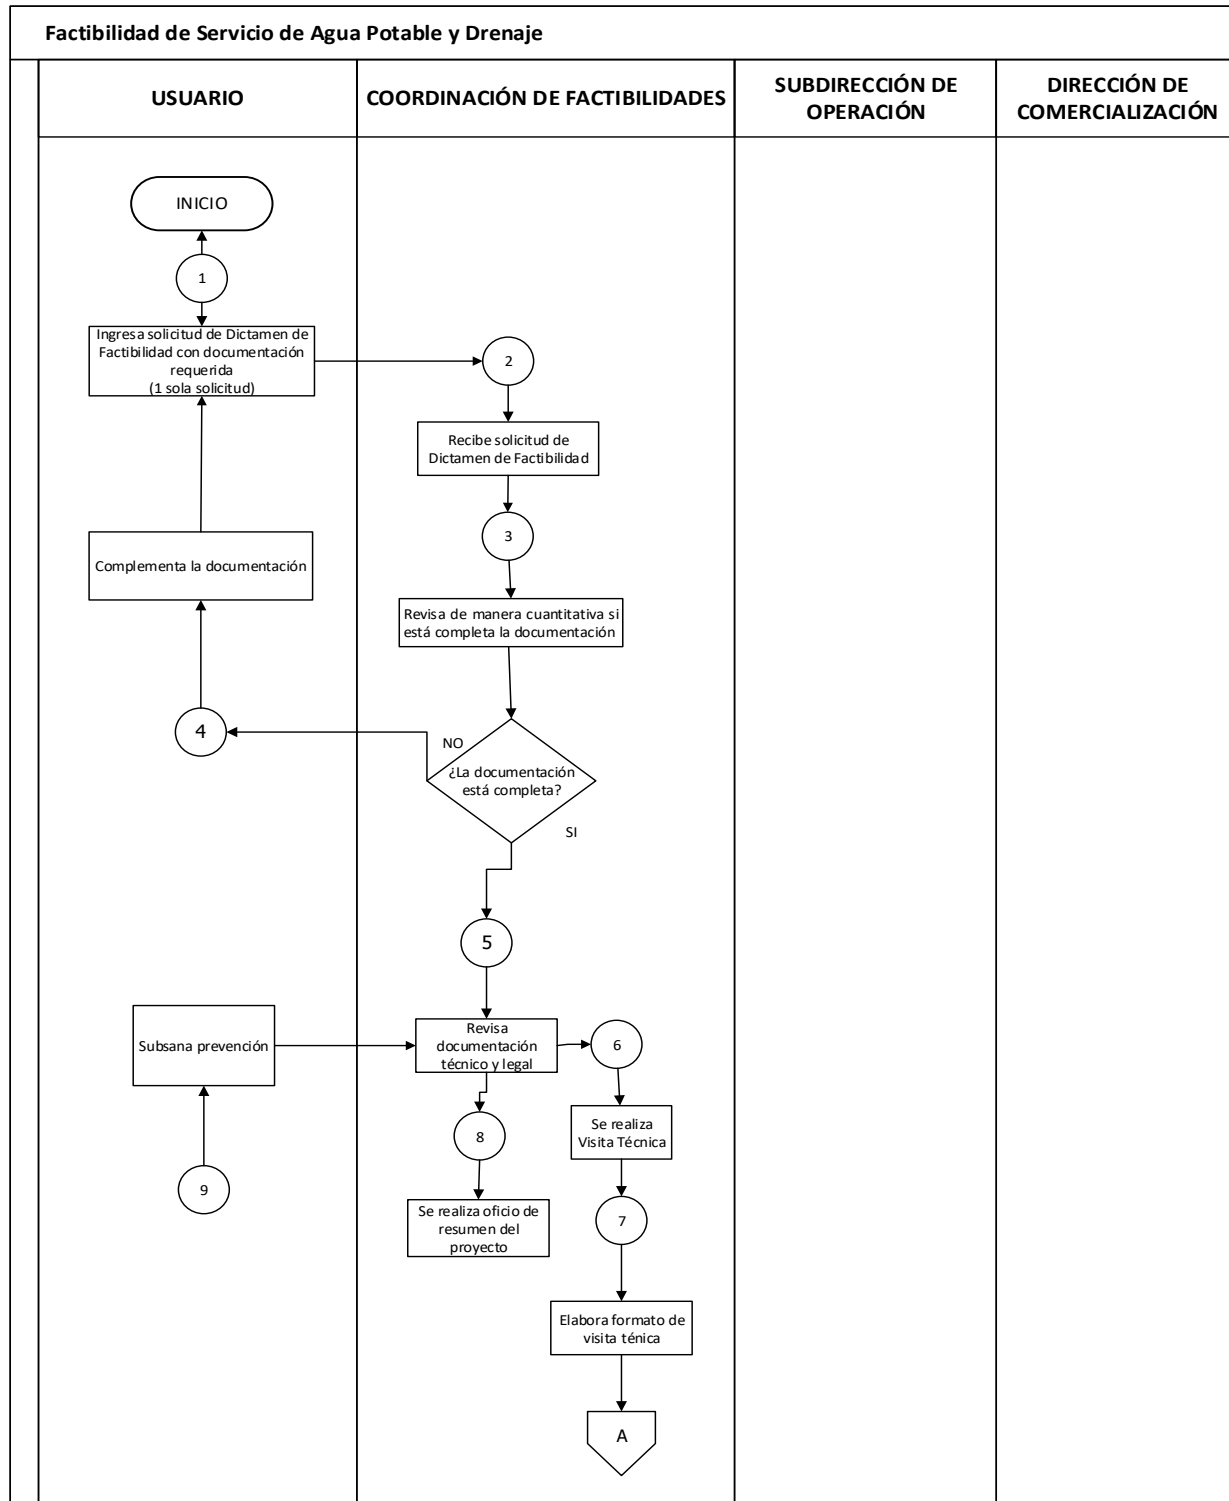 Factibilidad de Servicio de Agua Potable y Drenaje
USUARIO
COORDINACIÓN DE FACTIBILIDADES
SUBDIRECCIÓN DE
OPERACIÓN
DIRECCIÓN DE
COMERCIALIZACIÓN
INICIO
1
Ingresa solicitud de Dictamen de
Factibilidad con documentación
requerida
(1 sola solicitud)
2
Recibe solicitud de
Dictamen de Factibilidad
3
Complementa la documentación
Revisa de manera cuantitativa si
está completa la documentación
4
NO
¿La documentación
está completa?
SI
5
Subsana prevención
Revisa
documentación
técnico y legal
6
8
Se realiza
Visita Técnica
9
Se realiza oficio de
resumen del
proyecto
7
Elabora formato de
visita ténica
A